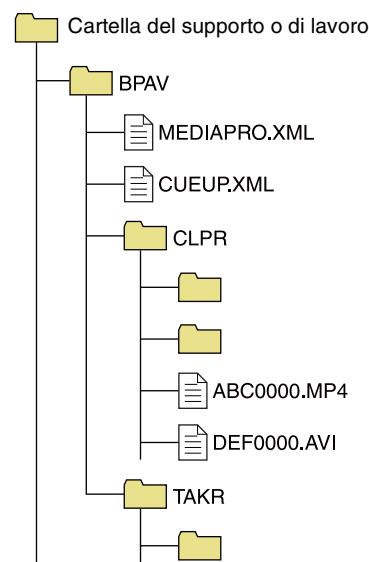 Cartella del supporto o di lavoro
BPAV
MEDIAPRO.XML
CUEUP.XML
CLPR
ABC0000.MP4
DEF0000.AVI
TAKR